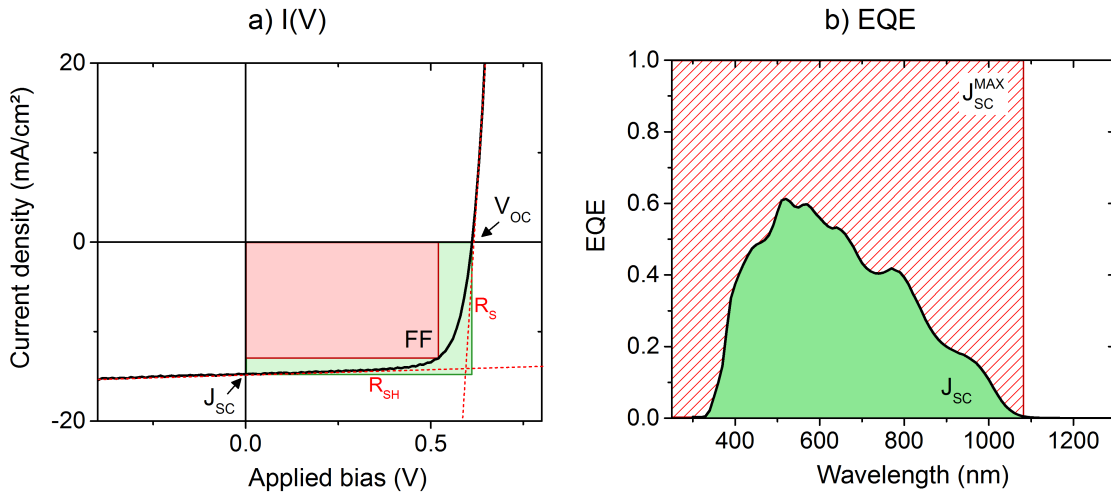 a) I(V)
Current density (mA/cm²)
20
0
-20
V_OC
R_S
FF
R_SH
J_SC
0.0 0.5
Applied bias (V)
b) EQE
EQE
1.0
0.8
0.6
0.4
0.2
0.0
J_SC^MAX
J_SC
400 600 800 1000 1200
Wavelength (nm)